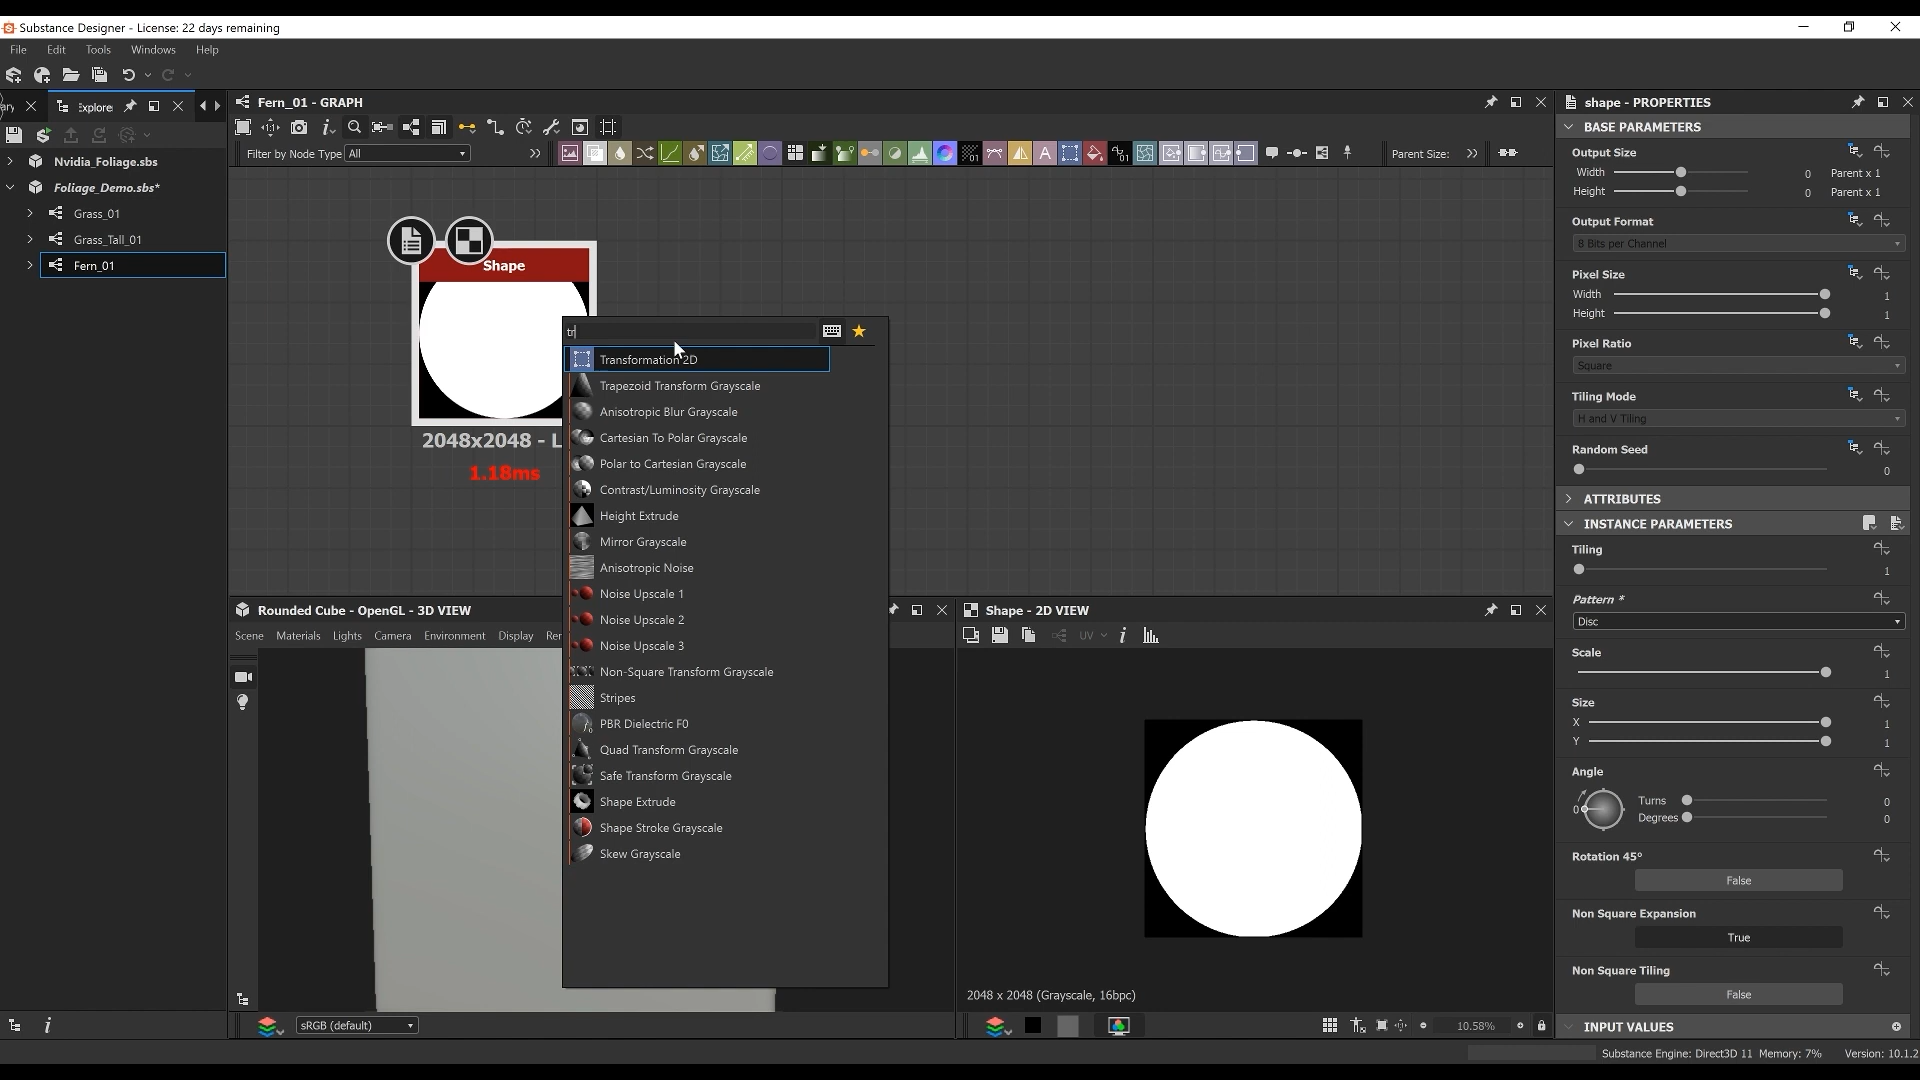 Substance Designer - License: 22 days remaining
File Edit Tools Windows Help
Explore
Fern_01 - GRAPH
shape - PROPERTIES
Filter by Node Type All
Parent Size:
Nvidia_Foliage.sbs
Foliage_Demo.sbs*
Grass_01
Grass_Tall_01
Fern_01
Shape
2048x2048 - L
1.18ms
tr
Transformation 2D
Trapezoid Transform Grayscale
Anisotropic Blur Grayscale
Cartesian To Polar Grayscale
Polar to Cartesian Grayscale
Contrast/Luminosity Grayscale
Height Extrude
Mirror Grayscale
Anisotropic Noise
Noise Upscale 1
Noise Upscale 2
Noise Upscale 3
Non-Square Transform Grayscale
Stripes
PBR Dielectric F0
Quad Transform Grayscale
Safe Transform Grayscale
Shape Extrude
Shape Stroke Grayscale
Skew Grayscale
Rounded Cube - OpenGL - 3D VIEW
Scene Materials Lights Camera Environment Display Rer
sRGB (default)
Shape - 2D VIEW
UV
2048 x 2048 (Grayscale, 16bpc)
10.58%
BASE PARAMETERS
Output Size
Width 0 Parent x 1
Height 0 Parent x 1
Output Format
8 Bits per Channel
Pixel Size
Width 1
Height 1
Pixel Ratio
Square
Tiling Mode
H and V Tiling
Random Seed
0
ATTRIBUTES
INSTANCE PARAMETERS
Tiling
1
Pattern *
Disc
Scale
1
Size
X 1
Y 1
Angle
0 Turns 0
Degrees 0
Rotation 45°
False
Non Square Expansion
True
Non Square Tiling
False
INPUT VALUES
Substance Engine: Direct3D 11 Memory: 7% Version: 10.1.2